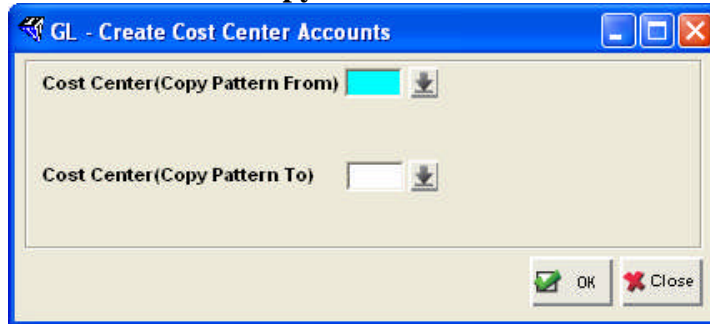 GL - Create Cost Center Accounts
Cost Center(Copy Pattern From)
Cost Center(Copy Pattern To)
OK
Close